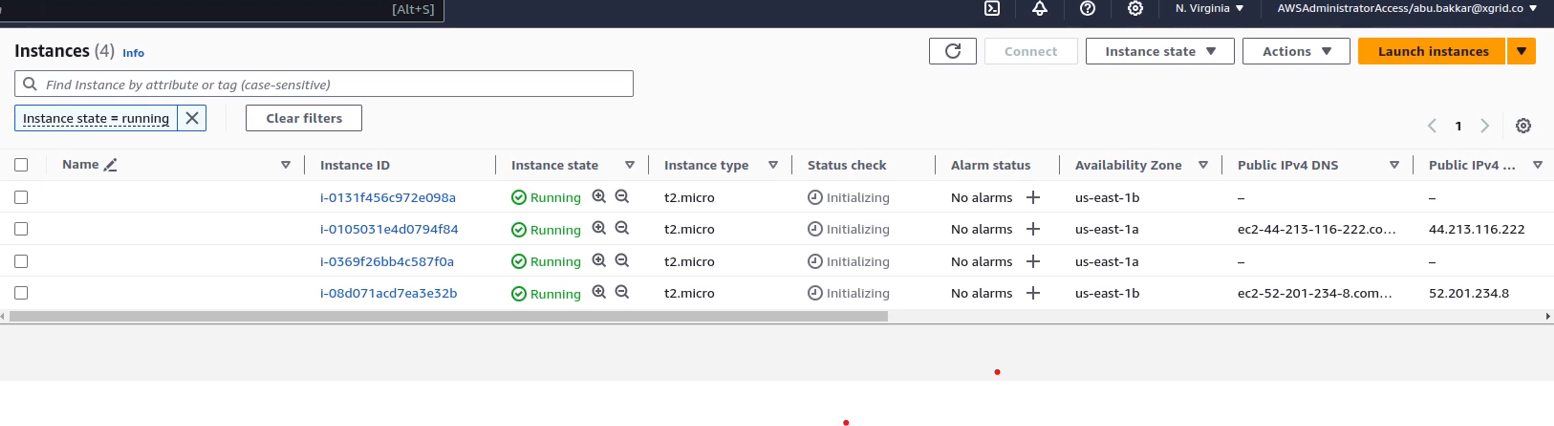 [Alt+S] N. Virginia AWSAdministratorAccess/abu.bakkar@xgrid.co
Instances (4) Info Connect Instance state Actions Launch instances
Find Instance by attribute or tag (case-sensitive)
Instance state = running Clear filters
1
Name Instance ID Instance state Instance type Status check Alarm status Availability Zone Public IPv4 DNS Public IPv4 ...
i-0131f456c972e098a Running t2.micro Initializing No alarms us-east-1b – –
i-0105031e4d0794f84 Running t2.micro Initializing No alarms us-east-1a ec2-44-213-116-222.co... 44.213.116.222
i-0369f26bb4c587f0a Running t2.micro Initializing No alarms us-east-1a – –
i-08d071acd7ea3e32b Running t2.micro Initializing No alarms us-east-1b ec2-52-201-234-8.com... 52.201.234.8